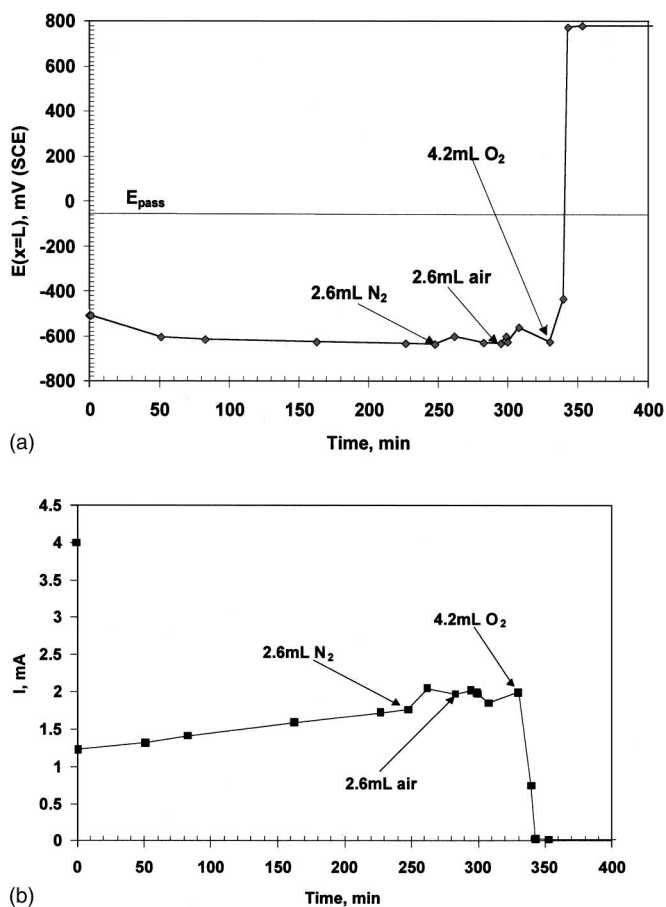 800
600
400
200
0
-200
-400
-600
-800
E(x=L), mV (SCE)
E_pass
4.2mL O₂
2.6mL N₂
2.6mL air
0 50 100 150 200 250 300 350 400
Time, min
(a)
4.5
4
3.5
3
2.5
2
1.5
1
0.5
0
I, mA
4.2mL O₂
2.6mL N₂
2.6mL air
0 50 100 150 200 250 300 350 400
Time, min
(b)